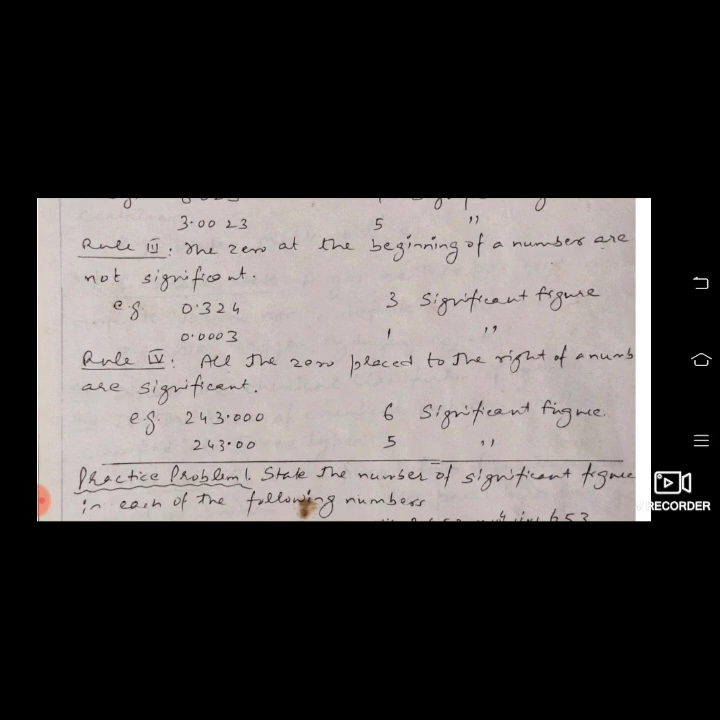 3.0023 5 ''
Rule III: The zero at the beginning of a number are
not significant.
e.g. 0.324 3 Significant figure
0.0003 1 ''
Rule IV: All the zero placed to the right of a numb
are significant.
e.g. 243.000 6 Significant figure.
243.00 5 ''
Practice Problem 1. State the number of significant figure
in each of the following numbers
RECORDER